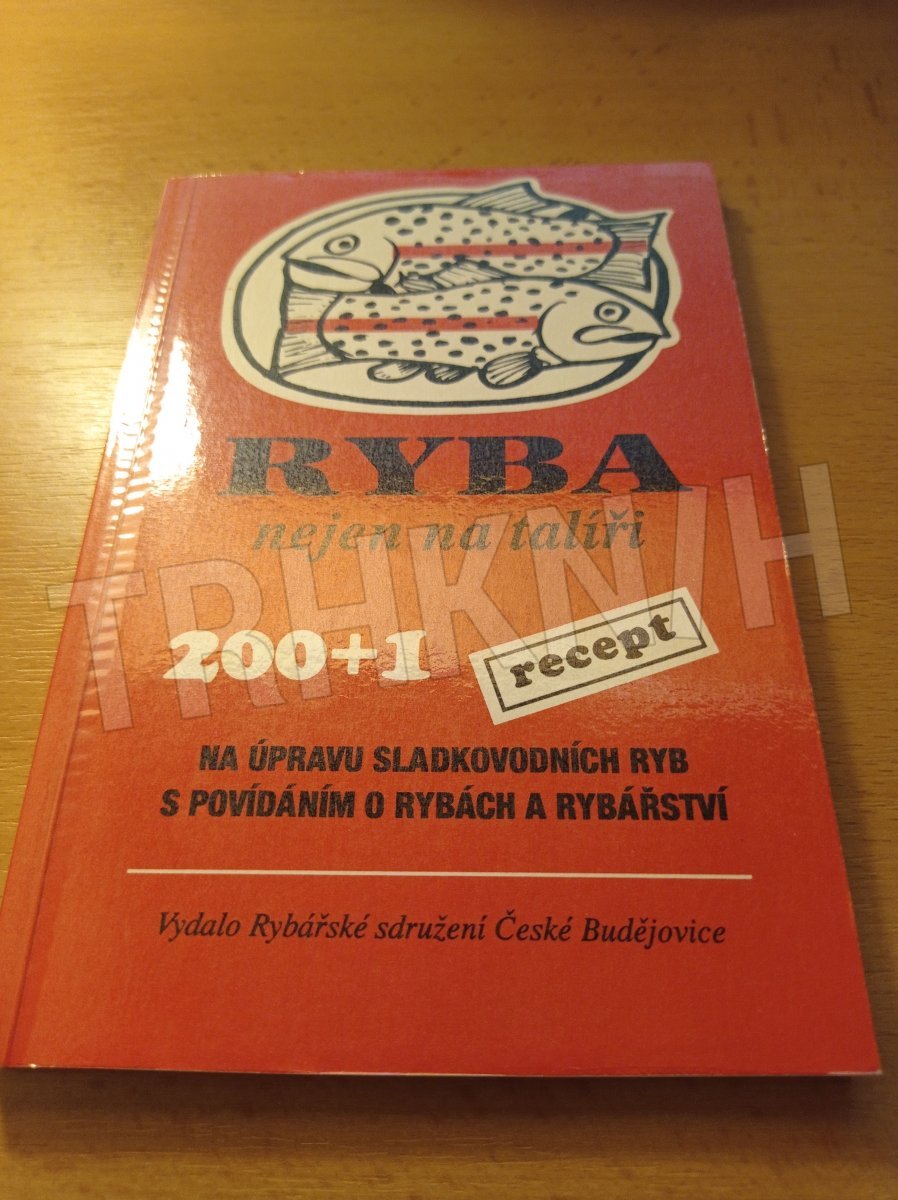 RYBA
nejen na talíři
200+1 recept
NA ÚPRAVU SLADKOVODNÍCH RYB
S POVÍDÁNÍM O RYBÁCH A RYBÁŘSTVÍ
Vydalo Rybářské sdružení České Budějovice
TRHKNIH